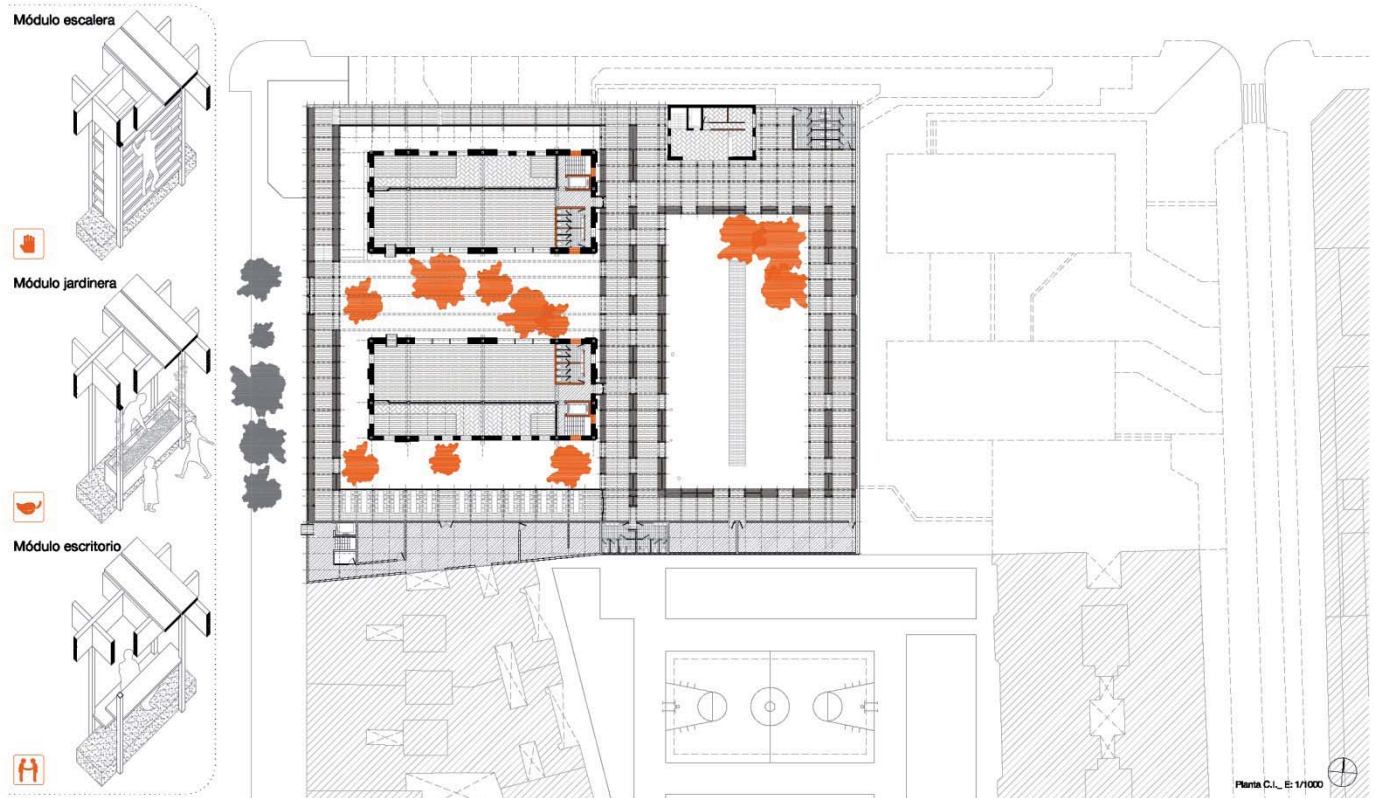 Módulo escalera
Módulo jardinera
Módulo escritorio
Planta C.I._ E: 1/1000